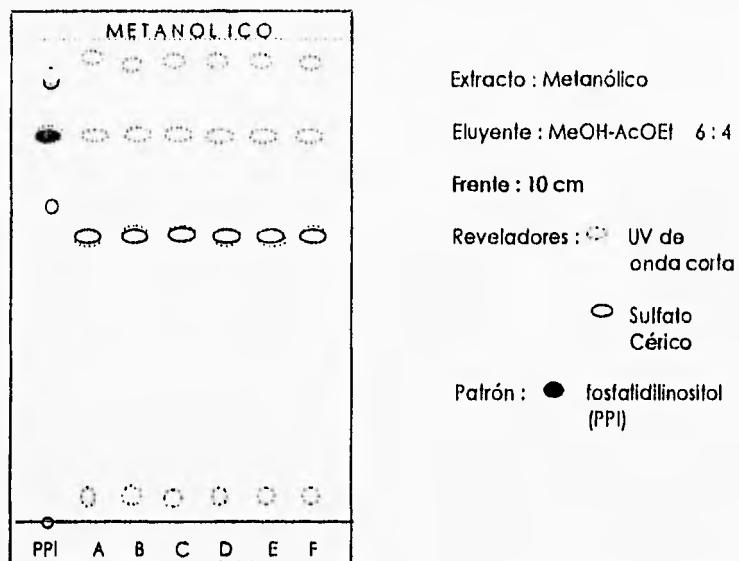 METANOLICO
PPI A B C D E F
Extracto : Metanólico
Eluyente : MeOH-AcOEt 6 : 4
Frente : 10 cm
Reveladores : UV de
onda corta
Sulfato
Cérico
Patrón : fosfatidilinositol
(PPI)